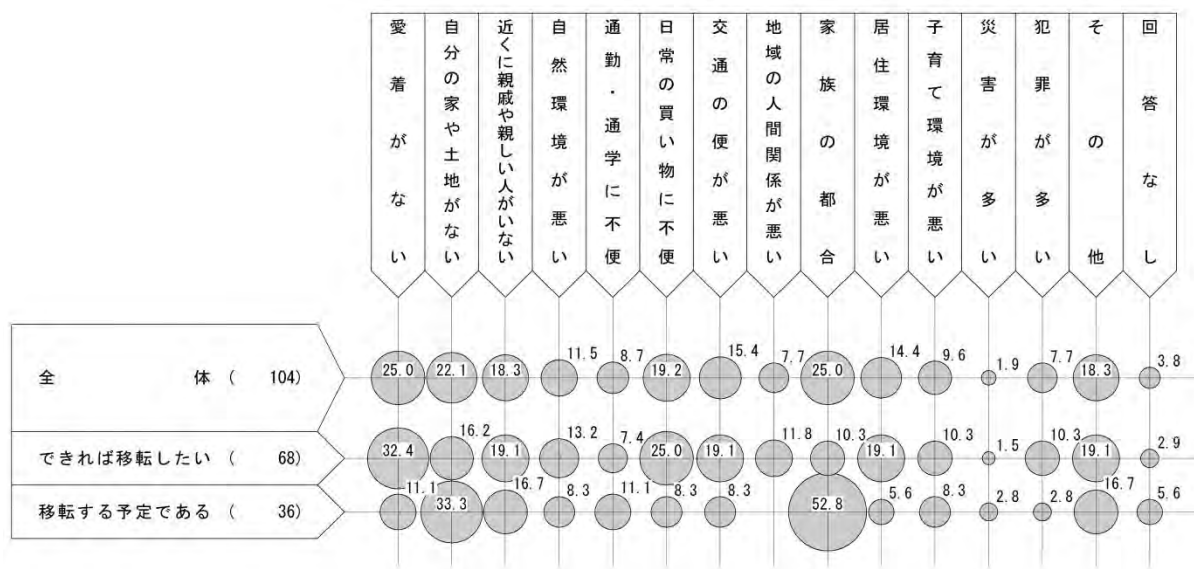 愛着がない
自分の家や土地がない
近くに親戚や親しい人がいない
自然環境が悪い
通勤・通学に不便
日常の買い物に不便
交通の便が悪い
地域の人間関係が悪い
家族の都合
居住環境が悪い
子育て環境が悪い
災害が多い
犯罪が多い
その他
回答なし
全体( 104) 25.0 22.1 18.3 11.5 8.7 19.2 15.4 7.7 25.0 14.4 9.6 1.9 7.7 18.3 3.8
できれば移転したい( 68) 32.4 16.2 19.1 13.2 7.4 25.0 19.1 11.8 10.3 19.1 10.3 1.5 10.3 19.1 2.9
移転する予定である( 36) 11.1 33.3 16.7 8.3 11.1 8.3 8.3 52.8 5.6 8.3 2.8 2.8 16.7 5.6